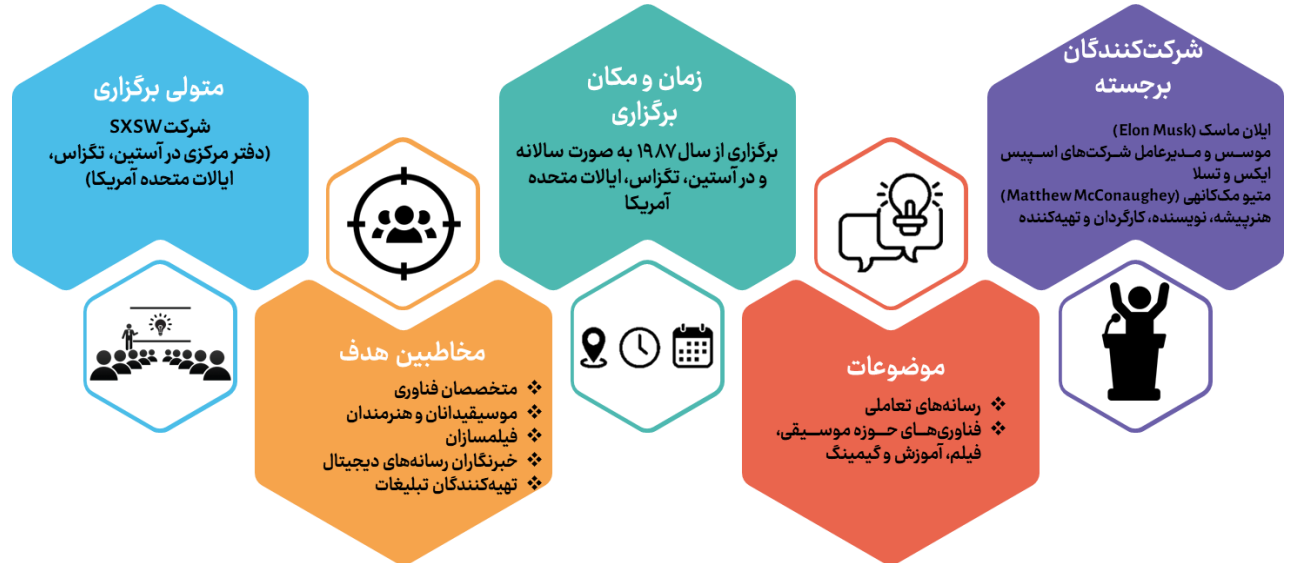 شرکت‌کنندگان
برجسته
ایلان ماسک (Elon Musk)
موسس و مدیرعامل شرکت‌های اسپیس
ایکس و تسلا
متیو مک‌کانهی (Matthew McConaughey)
هنرپیشه، نویسنده، کارگردان و تهیه‌کننده
موضوعات
❖ رسانه‌های تعاملی
❖ فناوری‌های حوزه موسیقی،
فیلم، آموزش و گیمینگ
زمان و مکان
برگزاری
برگزاری از سال ۱۹۸۷ به صورت سالانه
و در آستین، تگزاس، ایالات متحده
آمریکا
مخاطبین هدف
❖ متخصصان فناوری
❖ موسیقیدانان و هنرمندان
❖ فیلمسازان
❖ خبرنگاران رسانه‌های دیجیتال
❖ تهیه‌کنندگان تبلیغات
متولی برگزاری
شرکت SXSW
(دفتر مرکزی در آستین، تگزاس،
ایالات متحده آمریکا)